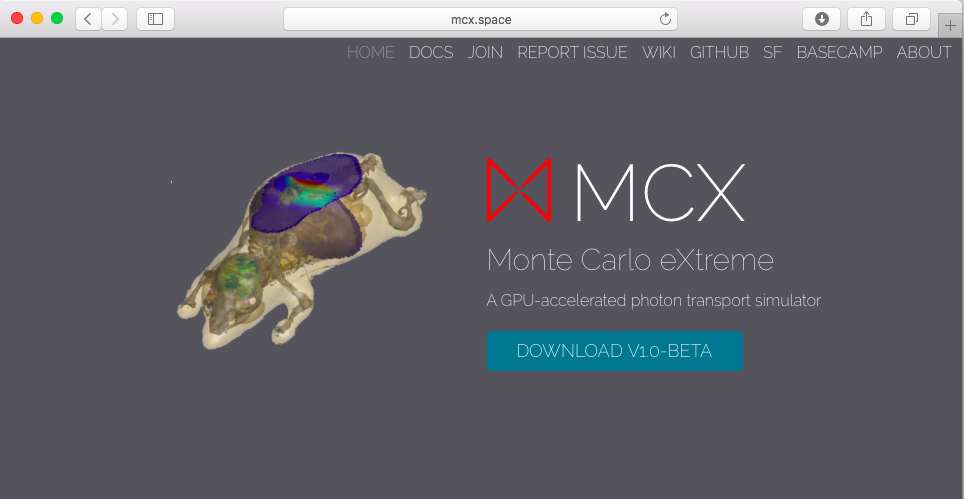 mcx.space
HOME DOCS JOIN REPORT ISSUE WIKI GITHUB SF BASECAMP ABOUT
MCX
Monte Carlo eXtreme
A GPU-accelerated photon transport simulator
DOWNLOAD V1.0-BETA